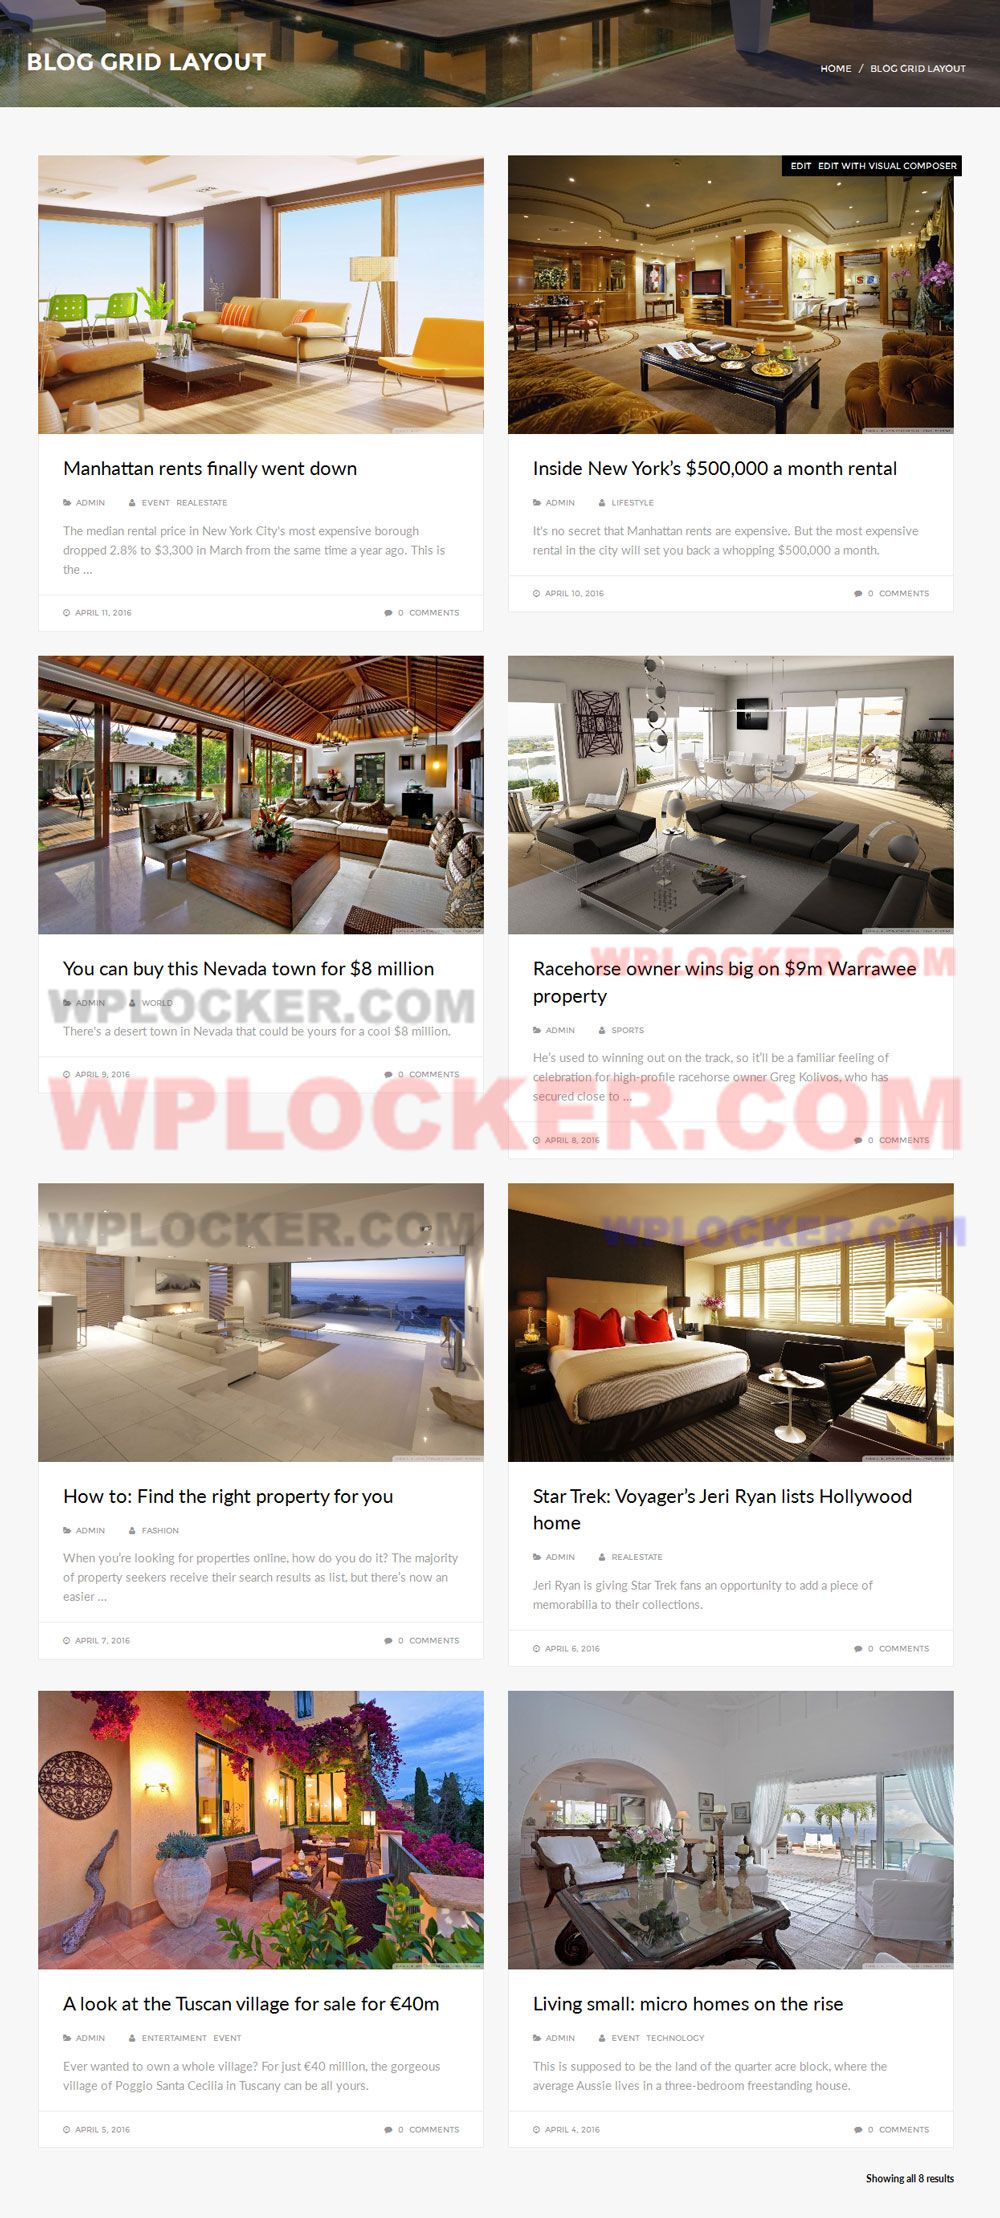 BLOG GRID LAYOUT
HOME / BLOG GRID LAYOUT
EDIT EDIT WITH VISUAL COMPOSER
Manhattan rents finally went down
ADMIN EVENT REALESTATE
The median rental price in New York City's most expensive borough
dropped 2.8% to $3,300 in March from the same time a year ago. This is
the ...
APRIL 11, 2016 0 COMMENTS
Inside New York's $500,000 a month rental
ADMIN LIFESTYLE
It's no secret that Manhattan rents are expensive. But the most expensive
rental in the city will set you back a whopping $500,000 a month.
APRIL 10, 2016 0 COMMENTS
You can buy this Nevada town for $8 million
ADMIN WORLD
WPLOCKER.COM
There's a desert town in Nevada that could be yours for a cool $8 million.
APRIL 9, 2016 0 COMMENTS
WPLOCKER.COM
Racehorse owner wins big on $9m Warrawee
property
ADMIN SPORTS
He's used to winning out on the track, so it'll be a familiar feeling of
celebration for high-profile racehorse owner Greg Kolivos, who has
secured close to ...
WPLOCKER.COM
APRIL 8, 2016 0 COMMENTS
WPLOCKER.COM
WPLOCKER.COM
How to: Find the right property for you
ADMIN FASHION
When you're looking for properties online, how do you do it? The majority
of property seekers receive their search results as list, but there's now an
easier ...
APRIL 7, 2016 0 COMMENTS
Star Trek: Voyager's Jeri Ryan lists Hollywood
home
ADMIN REALESTATE
Jeri Ryan is giving Star Trek fans an opportunity to add a piece of
memorabilia to their collections.
APRIL 6, 2016 0 COMMENTS
A look at the Tuscan village for sale for €40m
ADMIN ENTERTAIMENT EVENT
Ever wanted to own a whole village? For just €40 million, the gorgeous
village of Poggio Santa Cecilia in Tuscany can be all yours.
APRIL 5, 2016 0 COMMENTS
Living small: micro homes on the rise
ADMIN EVENT TECHNOLOGY
This is supposed to be the land of the quarter acre block, where the
average Aussie lives in a three-bedroom freestanding house.
APRIL 4, 2016 0 COMMENTS
Showing all 8 results